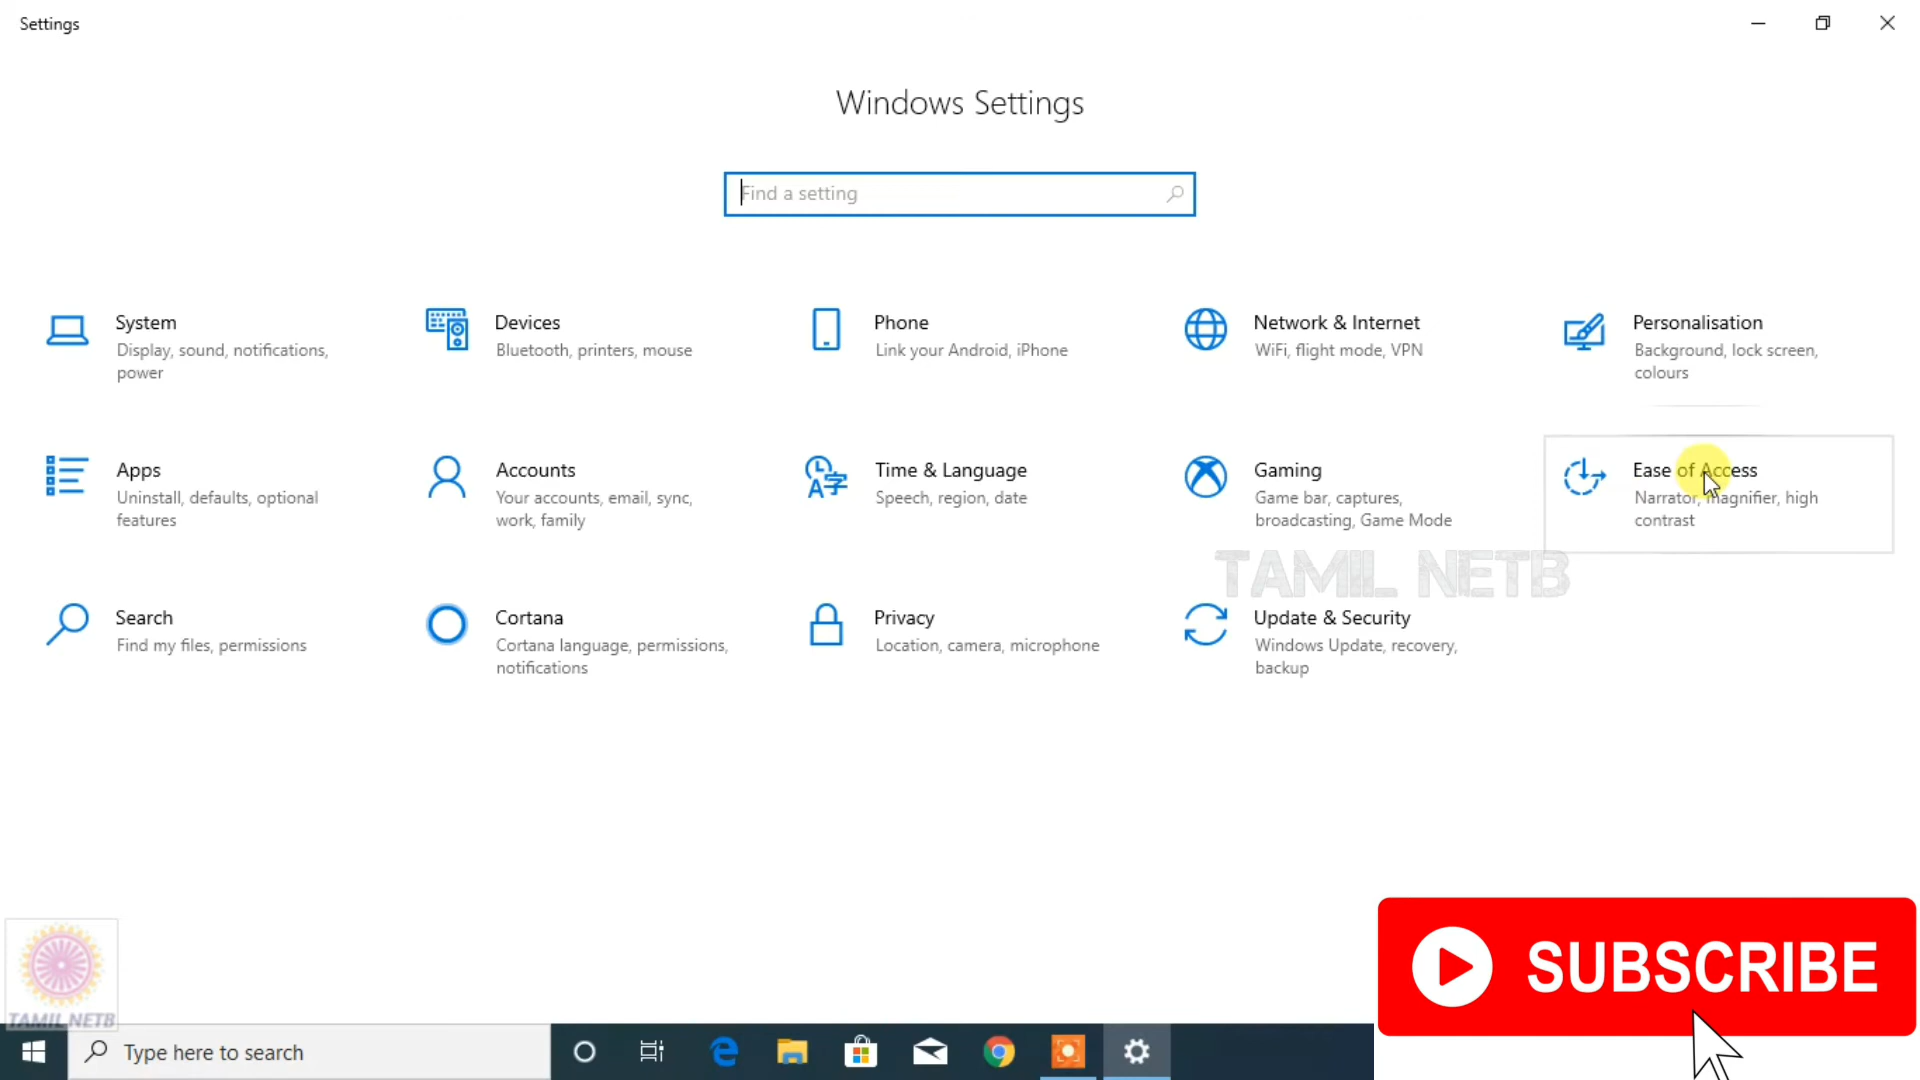 Settings
Windows Settings
Find a setting
System
Display, sound, notifications,
power
Devices
Bluetooth, printers, mouse
Phone
Link your Android, iPhone
Network & Internet
WiFi, flight mode, VPN
Personalisation
Background, lock screen,
colours
Apps
Uninstall, defaults, optional
features
Accounts
Your accounts, email, sync,
work, family
Time & Language
Speech, region, date
Gaming
Game bar, captures,
broadcasting, Game Mode
Ease of Access
Narrator, magnifier, high
contrast
TAMIL NETB
Search
Find my files, permissions
Cortana
Cortana language, permissions,
notifications
Privacy
Location, camera, microphone
Update & Security
Windows Update, recovery,
backup
SUBSCRIBE
TAMIL NETB
Type here to search